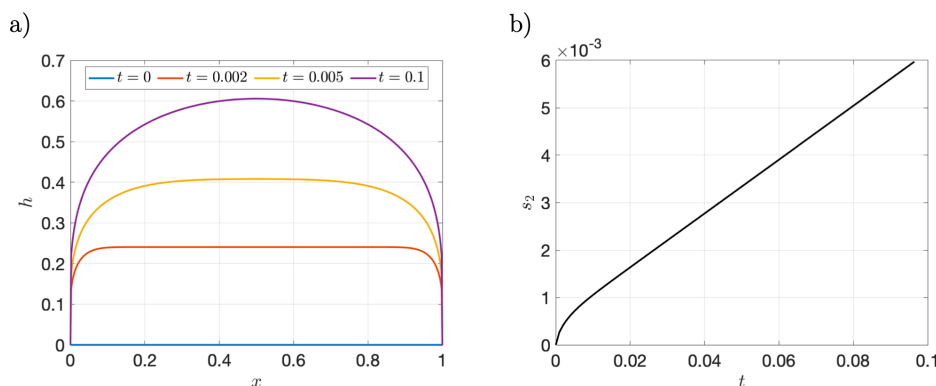 a)
0.7
t = 0 t = 0.002 t = 0.005 t = 0.1
0.6
0.5
0.4
h
0.3
0.2
0.1
0
0 0.2 0.4 0.6 0.8 1
x
b)
×10⁻³
6
5
4
s₂
3
2
1
0
0 0.02 0.04 0.06 0.08 0.1
t